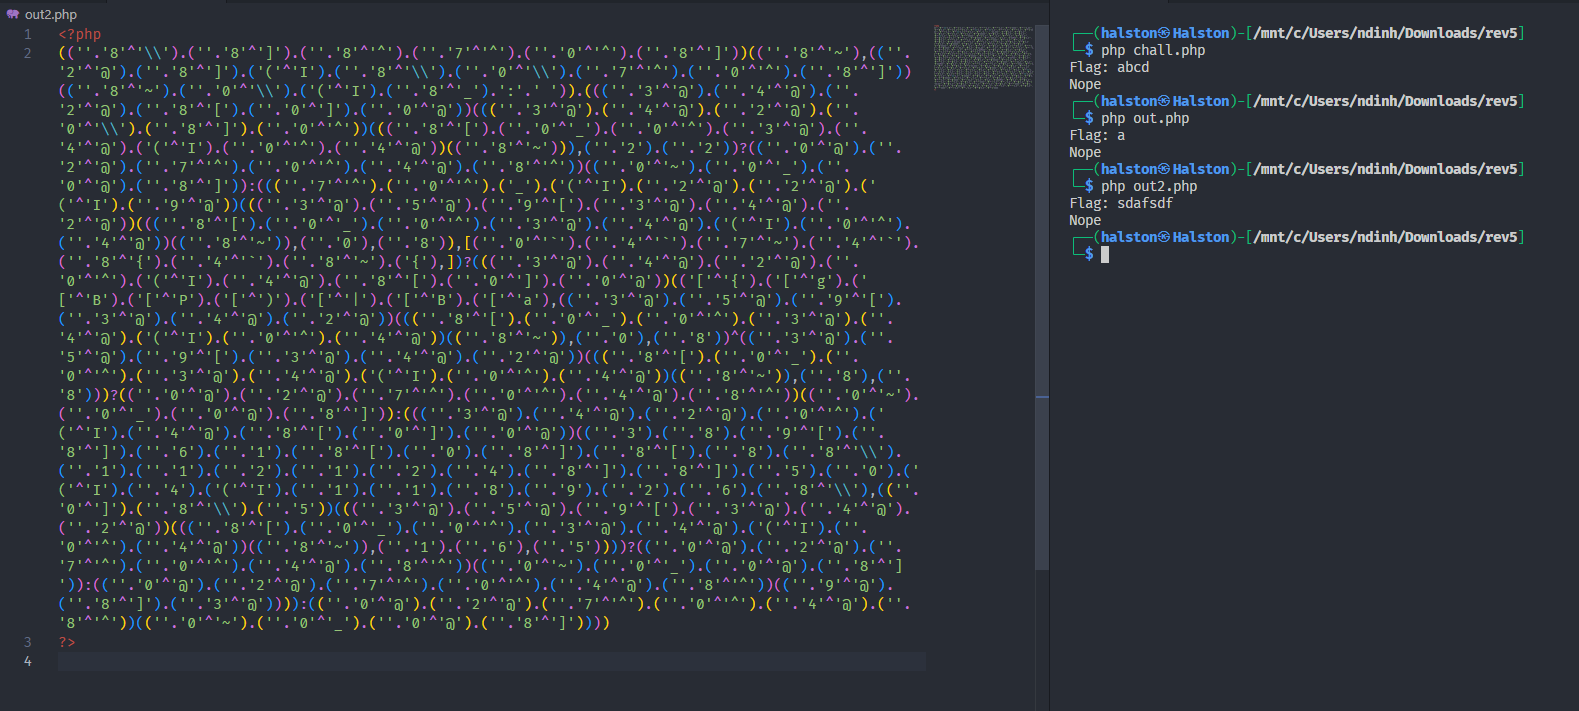 out2.php
1 <?php
2 ((''.'8'^'\\').(''.'8'^']').(''.'8'^'^').(''.'7'^'^').(''.'0'^'^').(''.'8'^']'))((''.'8'^'~'),((''.
'2'^'@').(''.'8'^']').('('^'I').(''.'8'^'\\').(''.'0'^'\\').(''.'7'^'^').(''.'0'^'^').(''.'8'^']'))
((''.'8'^'~').(''.'0'^'\\').('('^'I').(''.'8'^'_').':'.' ')).(((''.'3'^'@').(''.'4'^'@').(''.
'2'^'@').(''.'8'^'[').(''.'0'^']').(''.'0'^'@'))(((''.'3'^'@').(''.'4'^'@').(''.'2'^'@').(''.
'0'^'\\').(''.'8'^']').(''.'0'^'^'))((((''.'8'^'[').(''.'0'^'_').(''.'0'^'^').(''.'3'^'@').(''.
'4'^'@').('('^'I').(''.'0'^'^').(''.'4'^'@'))((''.'8'^'~'))),(''.'2').(''.'2'))?((''.'0'^'@').(''.
'2'^'@').(''.'7'^'^').(''.'0'^'^').(''.'4'^'@').(''.'8'^'^'))((''.'0'^'~').(''.'0'^'_').(''.
'0'^'@').(''.'8'^']')):((((''.'7'^'^').(''.'0'^'^').('_').('('^'I').(''.'2'^'@').(''.'2'^'@').('
('^'I').(''.'9'^'@'))(((''.'3'^'@').(''.'5'^'@').(''.'9'^'[').(''.'3'^'@').(''.'4'^'@').(''.
'2'^'@'))((((''.'8'^'[').(''.'0'^'_').(''.'0'^'^').(''.'3'^'@').(''.'4'^'@').('('^'I').(''.'0'^'^').
(''.'4'^'@'))((''.'8'^'~')),(''.'0'),(''.'8')),[(''.'0'^'`').(''.'4'^'`').(''.'7'^'~').(''.'4'^'`').
(''.'8'^'{').(''.'4'^'`').(''.'8'^'~').('{'),])?(((''.'3'^'@').(''.'4'^'@').(''.'2'^'@').(''.
'0'^'^').('('^'I').(''.'4'^'@').(''.'8'^'[').(''.'0'^']').(''.'0'^'@'))(('['^'{').('['^'g').('
['^'B').('['^'P').('['^')').('['^'|').('['^'B').('['^'a'),((''.'3'^'@').(''.'5'^'@').(''.'9'^'[').
(''.'3'^'@').(''.'4'^'@').(''.'2'^'@'))((((''.'8'^'[').(''.'0'^'_').(''.'0'^'^').(''.'3'^'@').(''.
'4'^'@').('('^'I').(''.'0'^'^').(''.'4'^'@'))((''.'8'^'~')),(''.'0'),(''.'8'))^((''.'3'^'@').(''.
'5'^'@').(''.'9'^'[').(''.'3'^'@').(''.'4'^'@').(''.'2'^'@'))((((''.'8'^'[').(''.'0'^'_').(''.
'0'^'^').(''.'3'^'@').(''.'4'^'@').('('^'I').(''.'0'^'^').(''.'4'^'@'))((''.'8'^'~')),(''.'8'),(''.
'8')))?((''.'0'^'@').(''.'2'^'@').(''.'7'^'^').(''.'0'^'^').(''.'4'^'@').(''.'8'^'^'))((''.'0'^'~').
(''.'0'^'_').(''.'0'^'@').(''.'8'^']')):(((''.'3'^'@').(''.'4'^'@').(''.'2'^'@').(''.'0'^'^').('
('^'I').(''.'4'^'@').(''.'8'^'[').(''.'0'^']').(''.'0'^'@'))((''.'3').(''.'8').(''.'9'^'[').(''.
'8'^']').(''.'6').(''.'1').(''.'8'^'[').(''.'0').(''.'8'^']').(''.'8'^'[').(''.'8').(''.'8'^'\\').
(''.'1').(''.'1').(''.'2').(''.'1').(''.'2').(''.'4').(''.'8'^']').(''.'8'^']').(''.'5').(''.'0').('
('^'I').(''.'4').('('^'I').(''.'1').(''.'1').(''.'8').(''.'9').(''.'2').(''.'6').(''.'8'^'\\'),((''.
'0'^']').(''.'8'^'\\').(''.'5'))(((''.'3'^'@').(''.'5'^'@').(''.'9'^'[').(''.'3'^'@').(''.'4'^'@').
(''.'2'^'@'))((((''.'8'^'[').(''.'0'^'_').(''.'0'^'^').(''.'3'^'@').(''.'4'^'@').('('^'I').(''.
'0'^'^').(''.'4'^'@'))((''.'8'^'~')),(''.'1').(''.'6'),(''.'5'))))?((''.'0'^'@').(''.'2'^'@').(''.
'7'^'^').(''.'0'^'^').(''.'4'^'@').(''.'8'^'^'))((''.'0'^'~').(''.'0'^'_').(''.'0'^'@').(''.'8'^']
')):((''.'0'^'@').(''.'2'^'@').(''.'7'^'^').(''.'0'^'^').(''.'4'^'@').(''.'8'^'^'))((''.'9'^'@').
(''.'8'^']').(''.'3'^'@')))):((''.'0'^'@').(''.'2'^'@').(''.'7'^'^').(''.'0'^'^').(''.'4'^'@').(''.
'8'^'^'))((''.'0'^'~').(''.'0'^'_').(''.'0'^'@').(''.'8'^']'))))
3 ?>
4
(halston㉿Halston)-[/mnt/c/Users/ndinh/Downloads/rev5]
$ php chall.php
Flag: abcd
Nope
(halston㉿Halston)-[/mnt/c/Users/ndinh/Downloads/rev5]
$ php out.php
Flag: a
Nope
(halston㉿Halston)-[/mnt/c/Users/ndinh/Downloads/rev5]
$ php out2.php
Flag: sdafsdf
Nope
(halston㉿Halston)-[/mnt/c/Users/ndinh/Downloads/rev5]
$